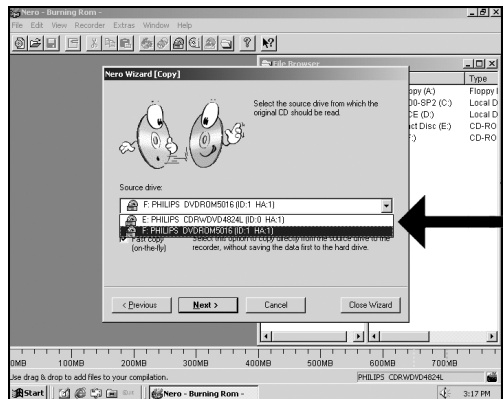 Nero - Burning Rom -
File Edit View Recorder Extras Window Help
File Browser
Nero Wizard [Copy]
Select the source drive from which the
original CD should be read.
Source drive:
F: PHILIPS DVDROM5016 (ID:1 HA:1)
E: PHILIPS CDRWDVD4824L (ID:0 HA:1)
F: PHILIPS DVDROM5016 (ID:1 HA:1)
Fast copy
(on-the-fly)
Select this option to copy directly from the source drive to the
recorder, without saving the data first to the hard drive.
< Previous Next > Cancel Close Wizard
Type
opy (A:) Floppy
00-SP2 (C:) Local D
CE (D:) Local D
ct Disc (E:) CD-RO
CD-RO
0MB 100MB 200MB 300MB 400MB 500MB 600MB 700MB
Use drag & drop to add files to your compilation. PHILIPS CDRWDVD4824L
Start Nero - Burning Rom - 3:17 PM